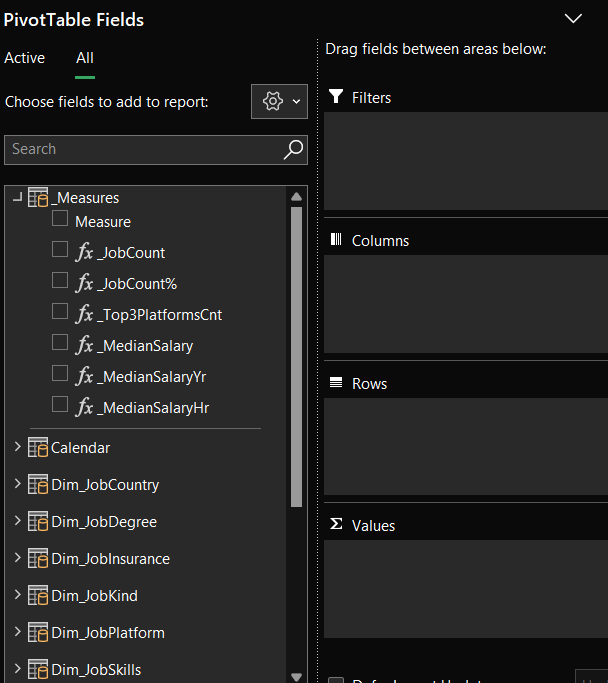 PivotTable Fields
Active
All
Choose fields to add to report:
Search
_Measures
Measure
fx _JobCount
fx _JobCount%
fx _Top3PlatformsCnt
fx _MedianSalary
fx _MedianSalaryYr
fx _MedianSalaryHr
Calendar
Dim_JobCountry
Dim_JobDegree
Dim_JobInsurance
Dim_JobKind
Dim_JobPlatform
Dim_JobSkills
Drag fields between areas below:
Filters
Columns
Rows
Σ Values